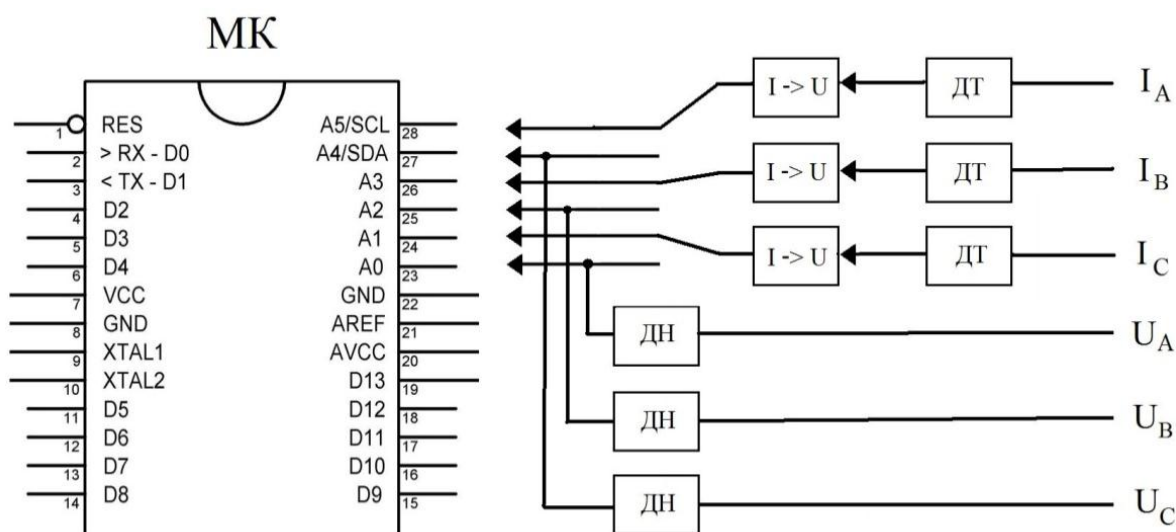 МК
RES
> RX - D0
< TX - D1
D2
D3
D4
VCC
GND
XTAL1
XTAL2
D5
D6
D7
D8
1
2
3
4
5
6
7
8
9
10
11
12
13
14
A5/SCL
A4/SDA
A3
A2
A1
A0
GND
AREF
AVCC
D13
D12
D11
D10
D9
28
27
26
25
24
23
22
21
20
19
18
17
16
15
I -> U ДТ I_A
I -> U ДТ I_B
I -> U ДТ I_C
ДН U_A
ДН U_B
ДН U_C